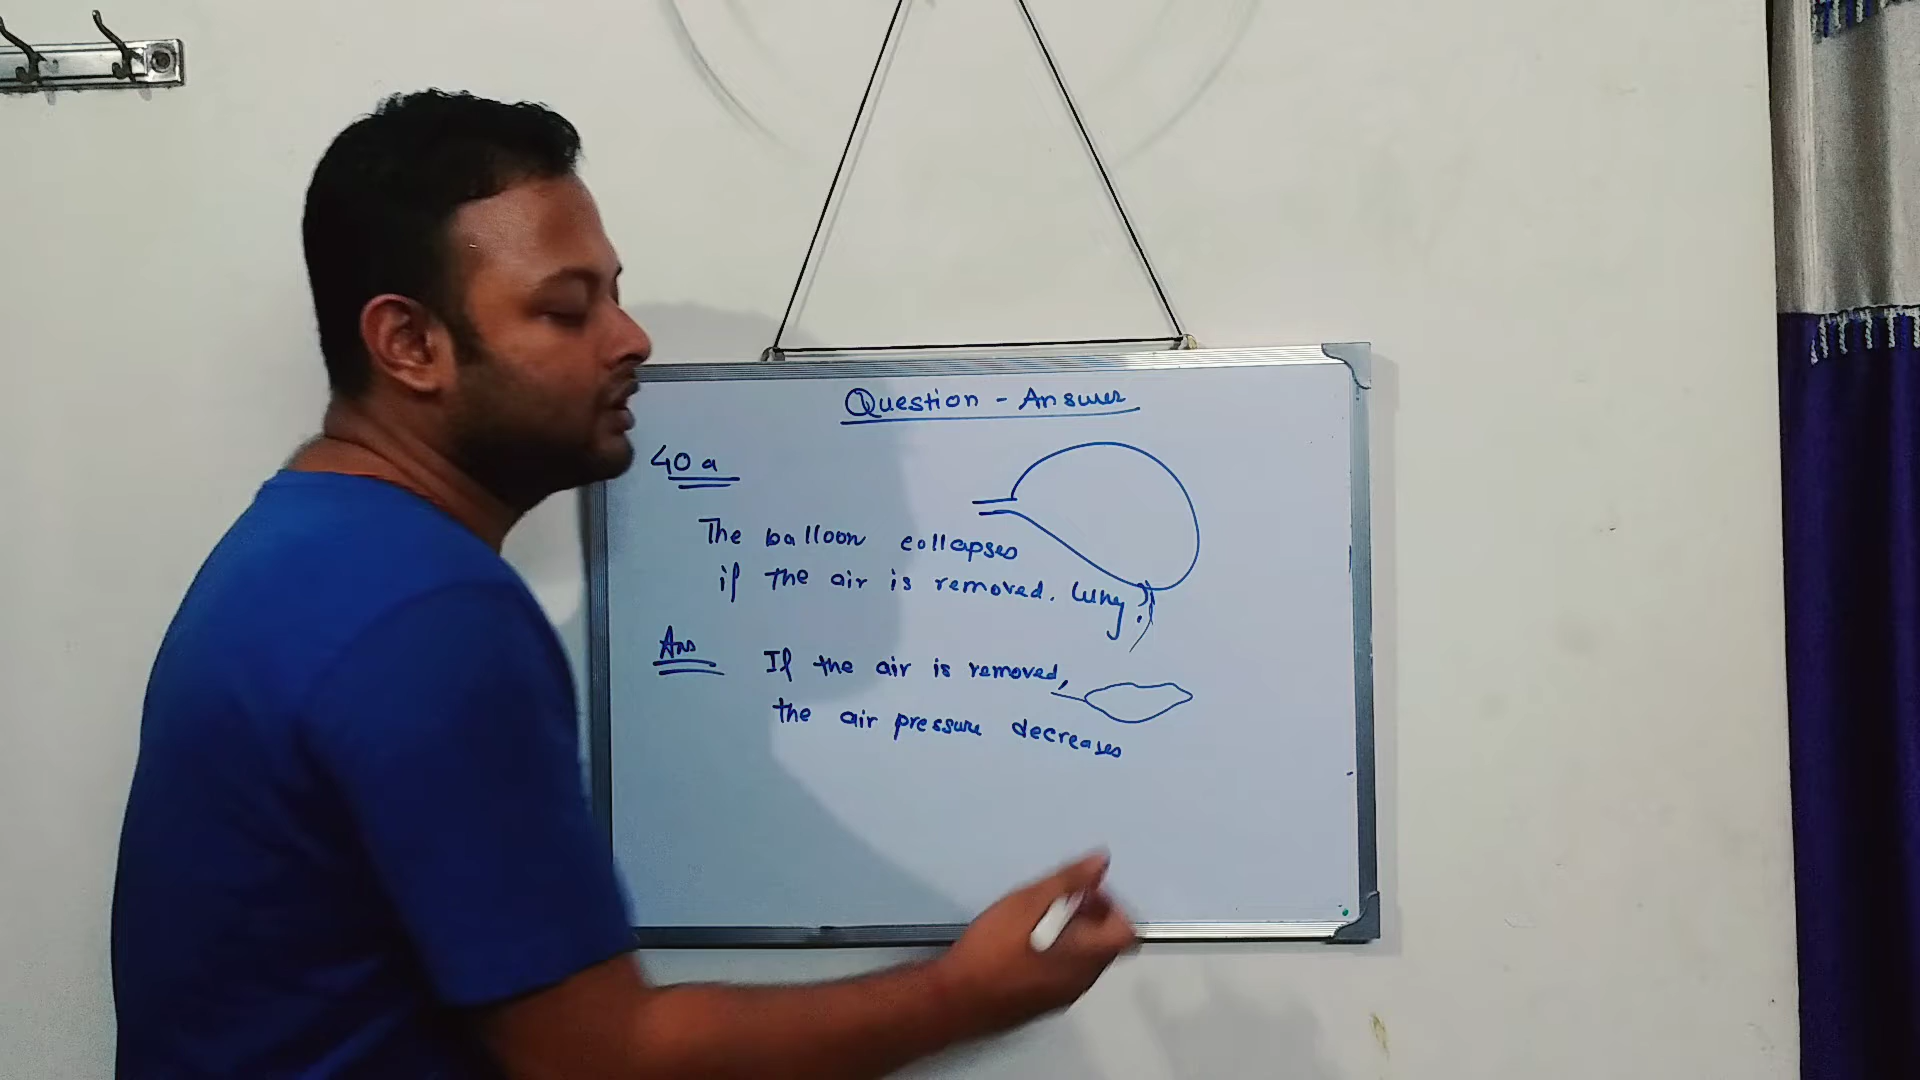 Question - Answer
40 a
The balloon collapses
if the air is removed. Why?
Ans If the air is removed,
the air pressure decreases